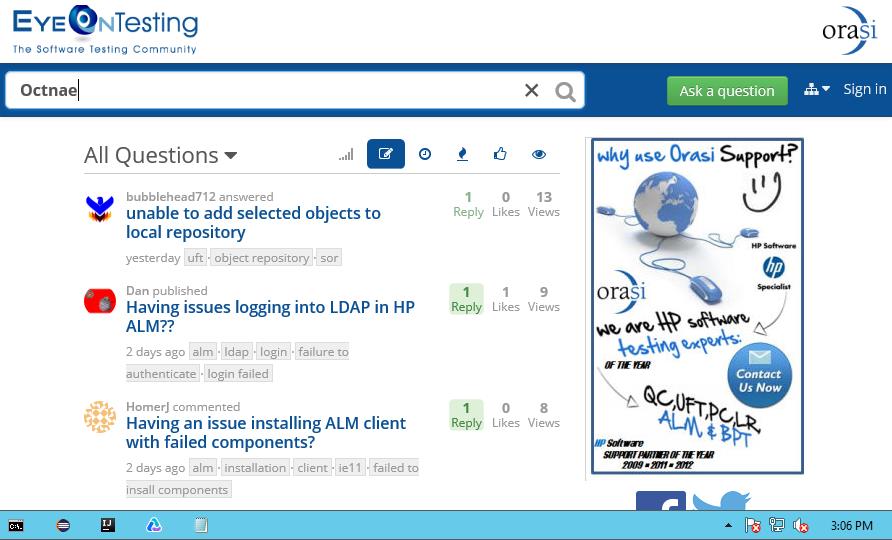 EYEONTESTING
The Software Testing Community
orasi
Octnae
Ask a question
Sign in
All Questions
bubblehead712 answered
unable to add selected objects to
local repository
yesterday uft · object repository · sor
1 Reply
0 Likes
13 Views
Dan published
Having issues logging into LDAP in HP
ALM??
2 days ago alm · ldap · login · failure to
authenticate · login failed
1 Reply
1 Likes
9 Views
HomerJ commented
Having an issue installing ALM client
with failed components?
2 days ago alm · installation · client · ie11 · failed to
insall components
1 Reply
0 Likes
8 Views
why use Orasi Support?
HP Software
hp
Specialist
orasi
we are HP software
testing experts:
OF THE YEAR
Contact
Us Now
QC,UFT,PC,LR,
ALM & BPT
HP Software
SUPPORT PARTNER OF THE YEAR
2009 ▪ 2011 ▪ 2012
3:06 PM